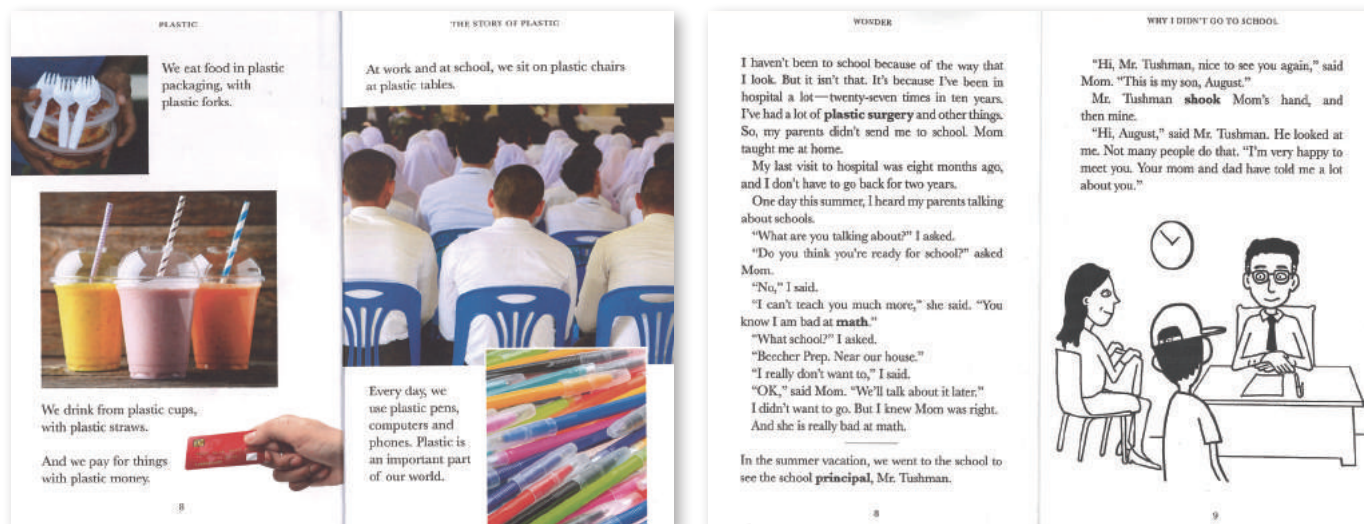 PLASTIC
We eat food in plastic
packaging, with
plastic forks.
We drink from plastic cups,
with plastic straws.
And we pay for things
with plastic money.
8
THE STORY OF PLASTIC
At work and at school, we sit on plastic chairs
at plastic tables.
Every day, we
use plastic pens,
computers and
phones. Plastic is
an important part
of our world.
WONDER
I haven't been to school because of the way that
I look. But it isn't that. It's because I've been in
hospital a lot—twenty-seven times in ten years.
I've had a lot of plastic surgery and other things.
So, my parents didn't send me to school. Mom
taught me at home.
My last visit to hospital was eight months ago,
and I don't have to go back for two years.
One day this summer, I heard my parents talking
about schools.
"What are you talking about?" I asked.
"Do you think you're ready for school?" asked
Mom.
"No," I said.
"I can't teach you much more," she said. "You
know I am bad at math."
"What school?" I asked.
"Beecher Prep. Near our house."
"I really don't want to," I said.
"OK," said Mom. "We'll talk about it later."
I didn't want to go. But I knew Mom was right.
And she is really bad at math.
In the summer vacation, we went to the school to
see the school principal, Mr. Tushman.
8
WHY I DIDN'T GO TO SCHOOL
"Hi, Mr. Tushman, nice to see you again," said
Mom. "This is my son, August."
Mr. Tushman shook Mom's hand, and
then mine.
"Hi, August," said Mr. Tushman. He looked at
me. Not many people do that. "I'm very happy to
meet you. Your mom and dad have told me a lot
about you."
9